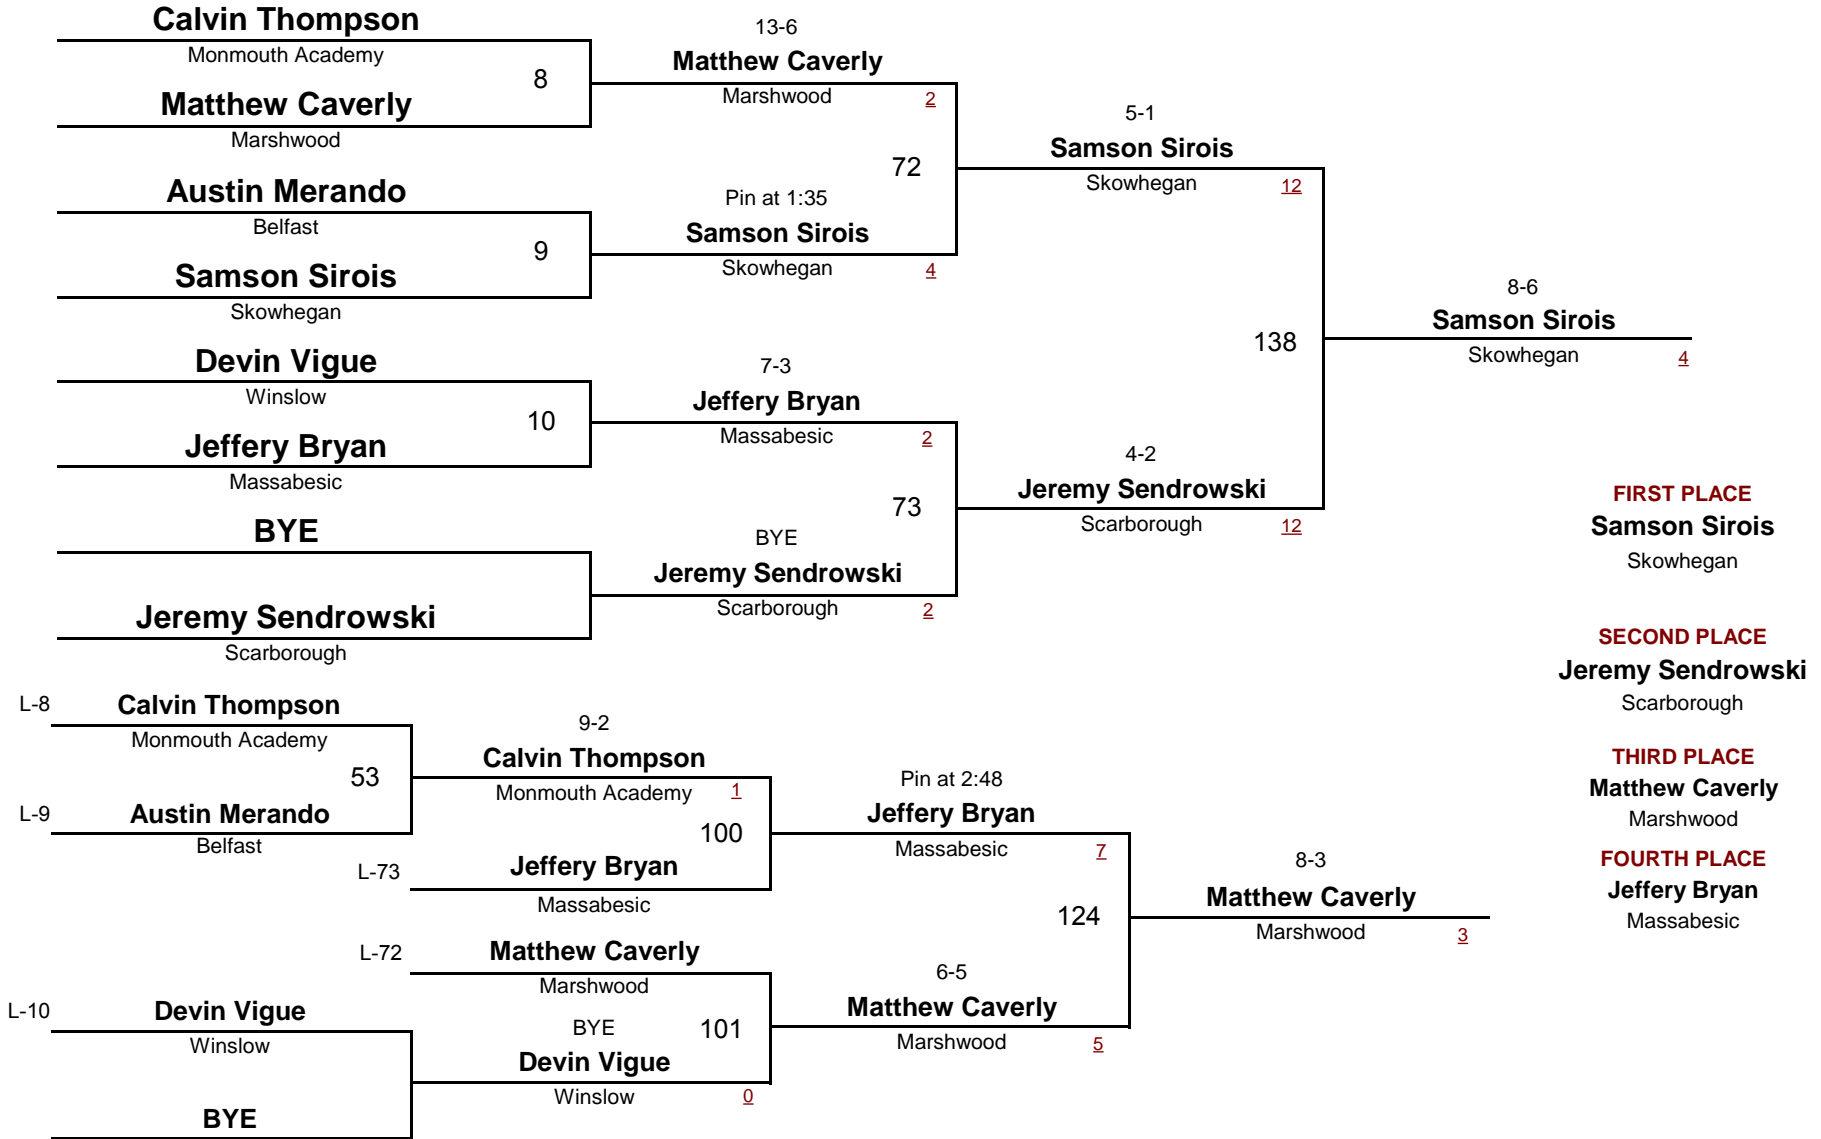 Calvin Thompson
Monmouth Academy
8
Matthew Caverly
Marshwood
Austin Merando
Belfast
9
Samson Sirois
Skowhegan
Devin Vigue
Winslow
10
Jeffery Bryan
Massabesic
BYE
Jeremy Sendrowski
Scarborough
13-6
Matthew Caverly
Marshwood 2
72
Pin at 1:35
Samson Sirois
Skowhegan 4
7-3
Jeffery Bryan
Massabesic 2
73
BYE
Jeremy Sendrowski
Scarborough 2
5-1
Samson Sirois
Skowhegan 12
138
4-2
Jeremy Sendrowski
Scarborough 12
8-6
Samson Sirois
Skowhegan 4
FIRST PLACE
Samson Sirois
Skowhegan
SECOND PLACE
Jeremy Sendrowski
Scarborough
THIRD PLACE
Matthew Caverly
Marshwood
FOURTH PLACE
Jeffery Bryan
Massabesic
L-8 Calvin Thompson
Monmouth Academy
53
L-9 Austin Merando
Belfast
L-10 Devin Vigue
Winslow
BYE
9-2
Calvin Thompson
Monmouth Academy 1
100
L-73 Jeffery Bryan
Massabesic
L-72 Matthew Caverly
Marshwood
BYE 101
Devin Vigue
Winslow 0
Pin at 2:48
Jeffery Bryan
Massabesic 7
124
6-5
Matthew Caverly
Marshwood 5
8-3
Matthew Caverly
Marshwood 3